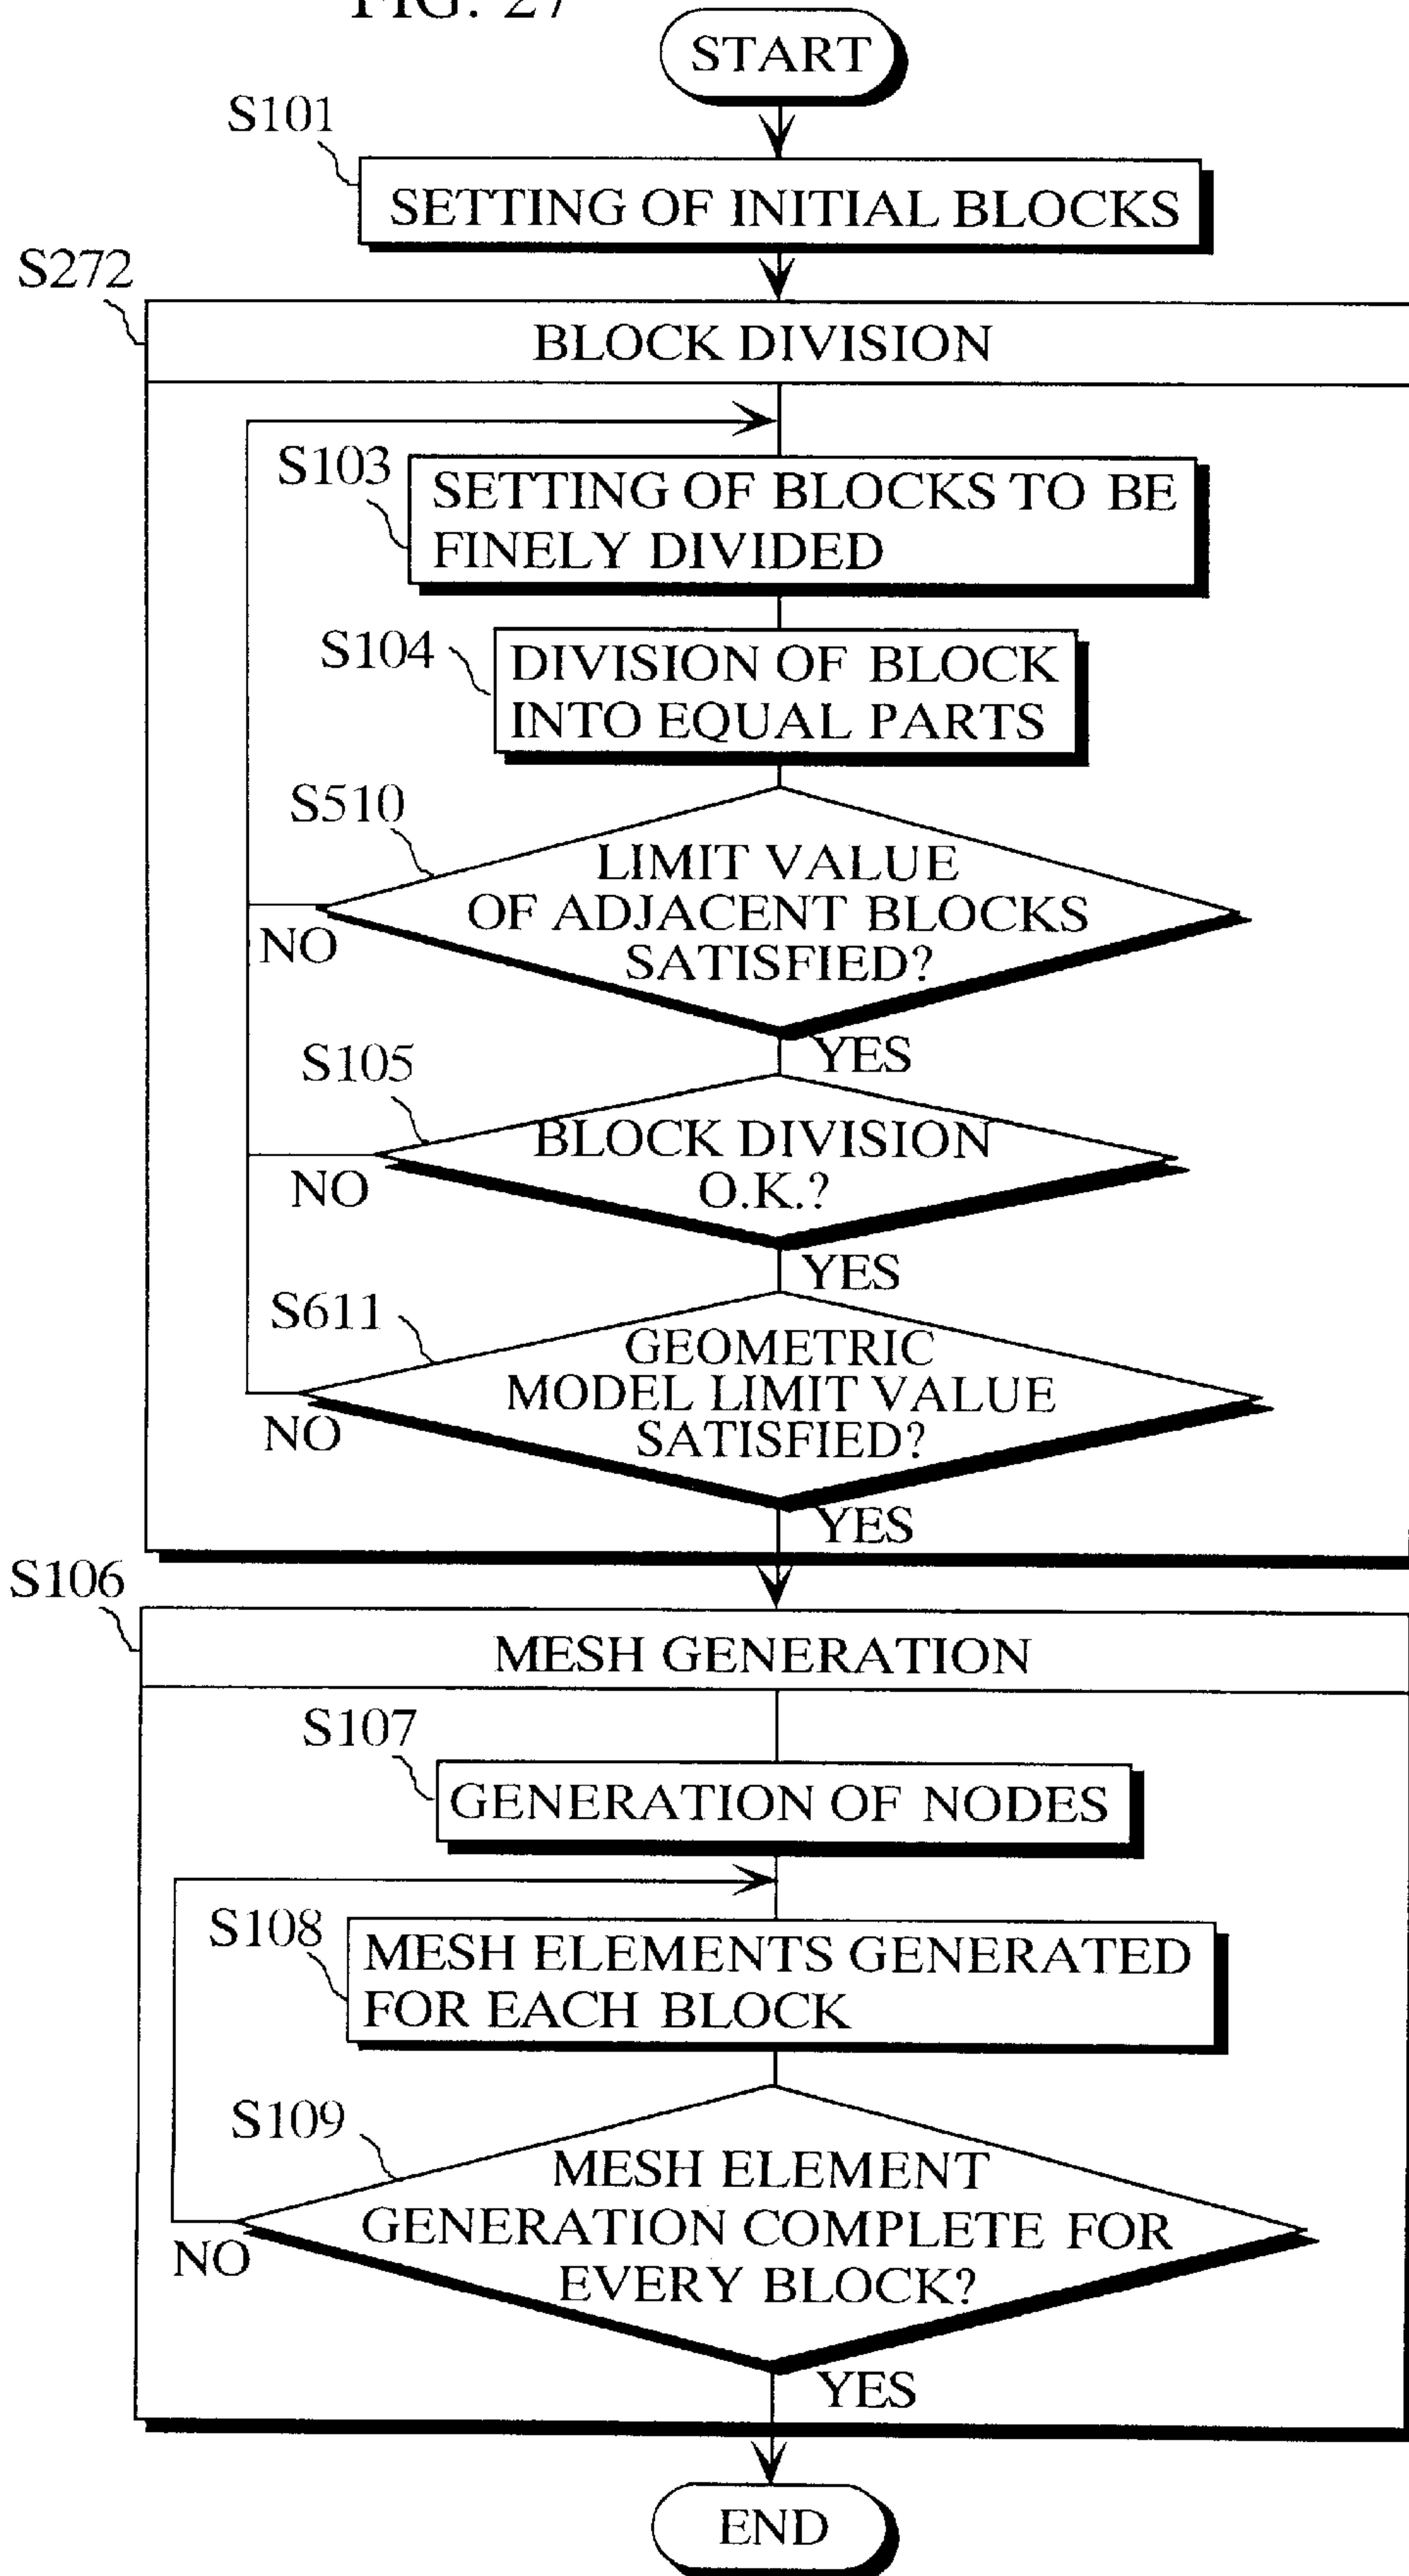 FIG. 27
START
S101
SETTING OF INITIAL BLOCKS
S272
BLOCK DIVISION
S103
SETTING OF BLOCKS TO BE
FINELY DIVIDED
S104
DIVISION OF BLOCK
INTO EQUAL PARTS
S510
LIMIT VALUE
OF ADJACENT BLOCKS
SATISFIED?
NO
YES
S105
BLOCK DIVISION
O.K.?
NO
YES
S611
GEOMETRIC
MODEL LIMIT VALUE
SATISFIED?
NO
YES
S106
MESH GENERATION
S107
GENERATION OF NODES
S108
MESH ELEMENTS GENERATED
FOR EACH BLOCK
S109
MESH ELEMENT
GENERATION COMPLETE FOR
EVERY BLOCK?
NO
YES
END